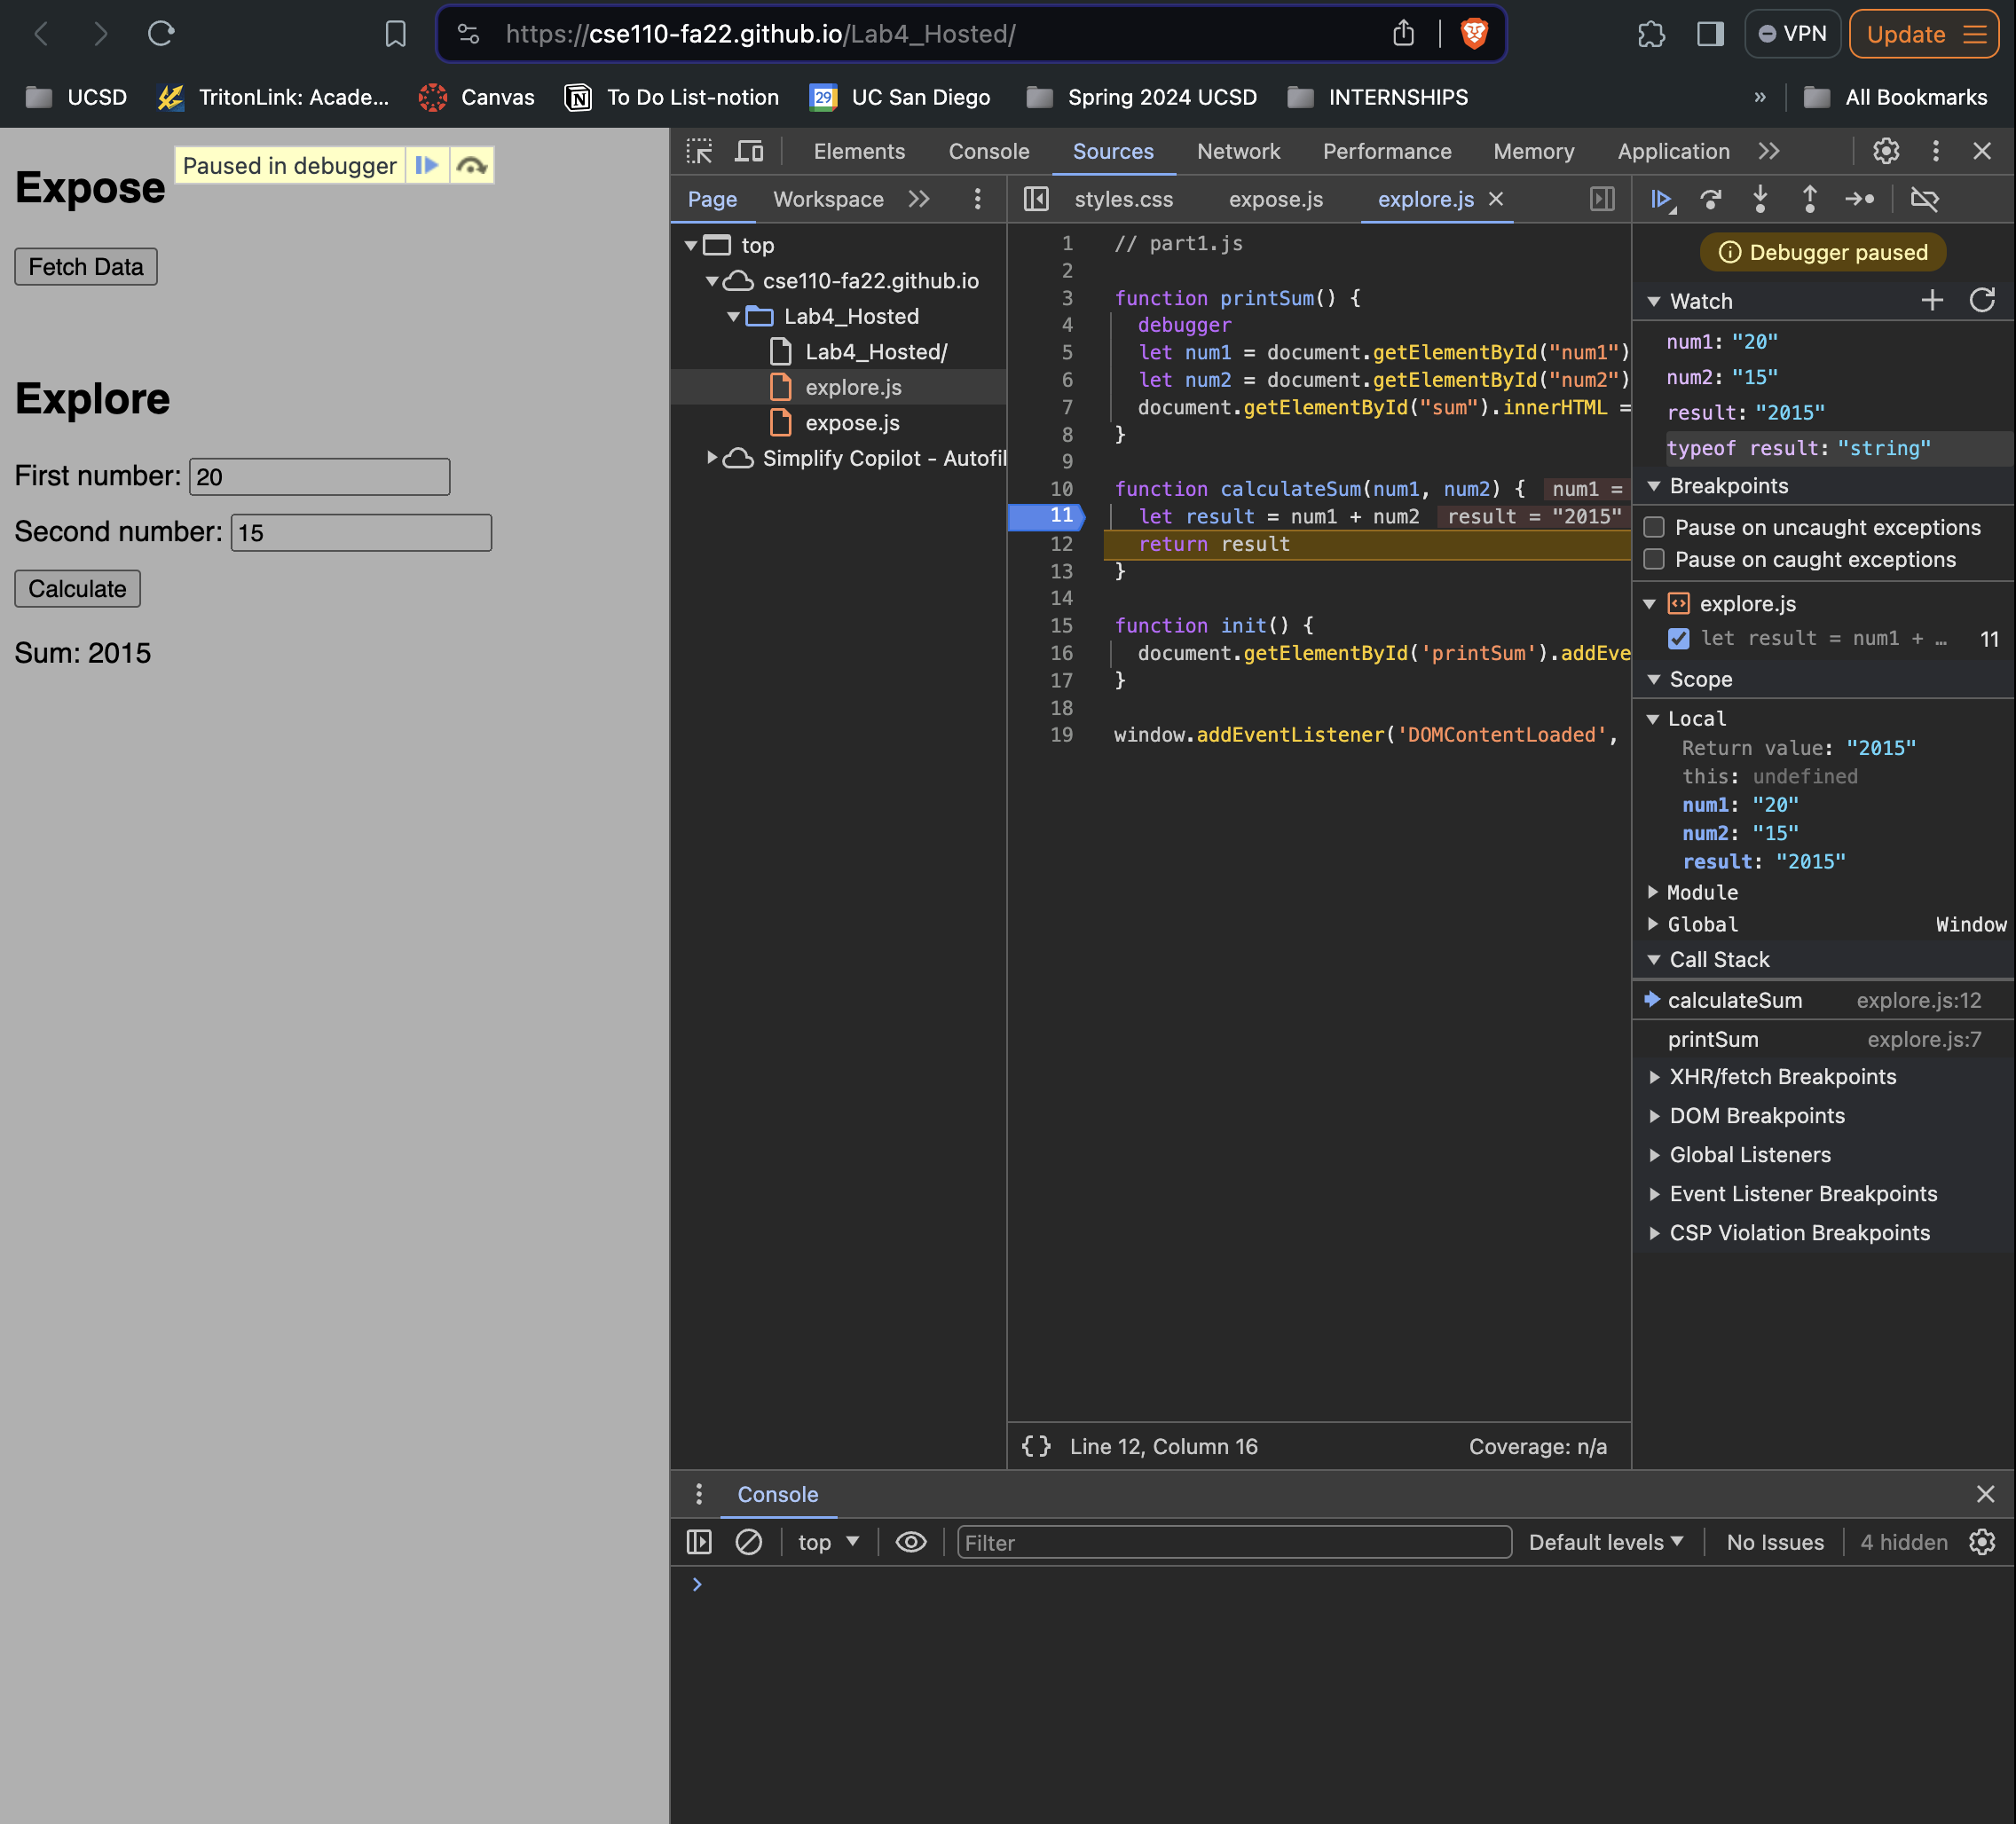 https://cse110-fa22.github.io/Lab4_Hosted/
VPN
Update
UCSD
TritonLink: Acade...
Canvas
To Do List-notion
29
UC San Diego
Spring 2024 UCSD
INTERNSHIPS
»
All Bookmarks
Expose
Paused in debugger
Fetch Data
Explore
First number: 20
Second number: 15
Calculate
Sum: 2015
Elements
Console
Sources
Network
Performance
Memory
Application
Page
Workspace
top
cse110-fa22.github.io
Lab4_Hosted
Lab4_Hosted/
explore.js
expose.js
Simplify Copilot - Autofil
styles.css
expose.js
explore.js
1 // part1.js
2
3 function printSum() {
4 debugger
5 let num1 = document.getElementById("num1")
6 let num2 = document.getElementById("num2")
7 document.getElementById("sum").innerHTML =
8 }
9
10 function calculateSum(num1, num2) { num1 =
11 let result = num1 + num2 result = "2015"
12 return result
13 }
14
15 function init() {
16 document.getElementById('printSum').addEve
17 }
18
19 window.addEventListener('DOMContentLoaded',
{} Line 12, Column 16
Coverage: n/a
Debugger paused
Watch
num1: "20"
num2: "15"
result: "2015"
typeof result: "string"
Breakpoints
Pause on uncaught exceptions
Pause on caught exceptions
explore.js
let result = num1 + … 11
Scope
Local
Return value: "2015"
this: undefined
num1: "20"
num2: "15"
result: "2015"
Module
Global Window
Call Stack
calculateSum explore.js:12
printSum explore.js:7
XHR/fetch Breakpoints
DOM Breakpoints
Global Listeners
Event Listener Breakpoints
CSP Violation Breakpoints
Console
top
Filter
Default levels
No Issues
4 hidden